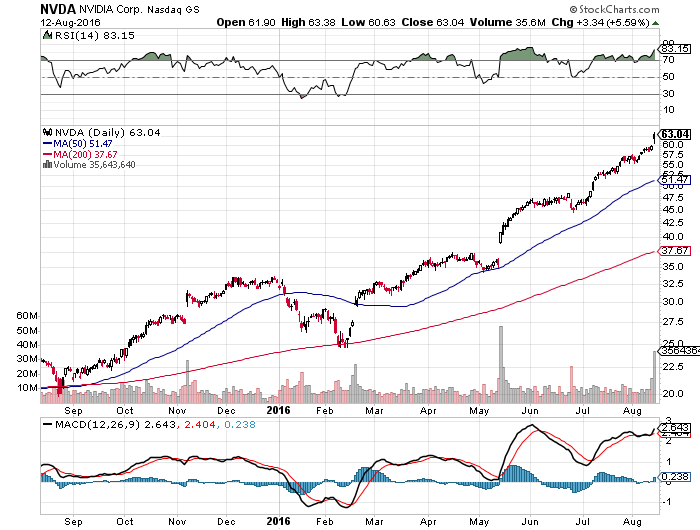 NVDA NVIDIA Corp. Nasdaq GS © StockCharts.com
12-Aug-2016 Open 61.90 High 63.38 Low 60.63 Close 63.04 Volume 35.6M Chg +3.34 (+5.59%)
RSI(14) 83.15
90
83.15
70
50
30
10
NVDA (Daily) 63.04
MA(50) 51.47
MA(200) 37.67
Volume 35,643,640
63.04
60.0
57.5
55.0
52.5
51.47
50.0
47.5
45.0
42.5
40.0
37.67
35.0
32.5
30.0
27.5
25.0
22.5
20.0
60M
50M
40M
30M
20M
10M
3564364
Sep Oct Nov Dec 2016 Feb Mar Apr May Jun Jul Aug
MACD(12,26,9) 2.643, 2.404, 0.238
3
2.643
2.404
1
0.238
-1
Sep Oct Nov Dec 2016 Feb Mar Apr May Jun Jul Aug